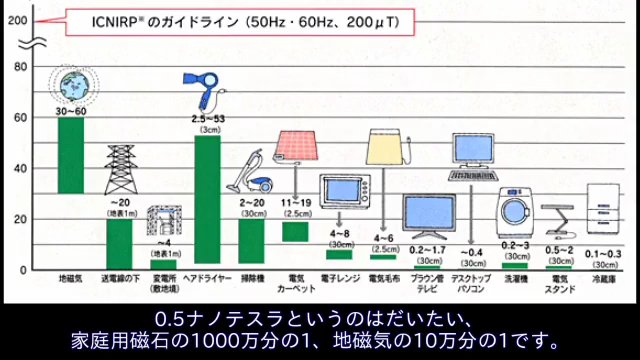 ICNIRP※のガイドライン（50Hz・60Hz、200μT）
200
80
60
40
20
0
30~60
~20
(地表1m)
~4
(地表1m)
2.5~53
(3cm)
2~20
(30cm)
11~19
(2.5cm)
4~8
(30cm)
4~6
(2.5cm)
0.2~1.7
(30cm)
~0.4
(30cm)
0.2~3
(30cm)
0.5~2
(30cm)
0.1~0.3
(30cm)
地磁気
送電線の下
変電所
(敷地境)
ヘアドライヤー
掃除機
電気
カーペット
電子レンジ
電気毛布
ブラウン管
テレビ
デスクトップ
パソコン
洗濯機
電気
スタンド
冷蔵庫
0.5ナノテスラというのはだいたい、
家庭用磁石の1000万分の1、地磁気の10万分の1です。